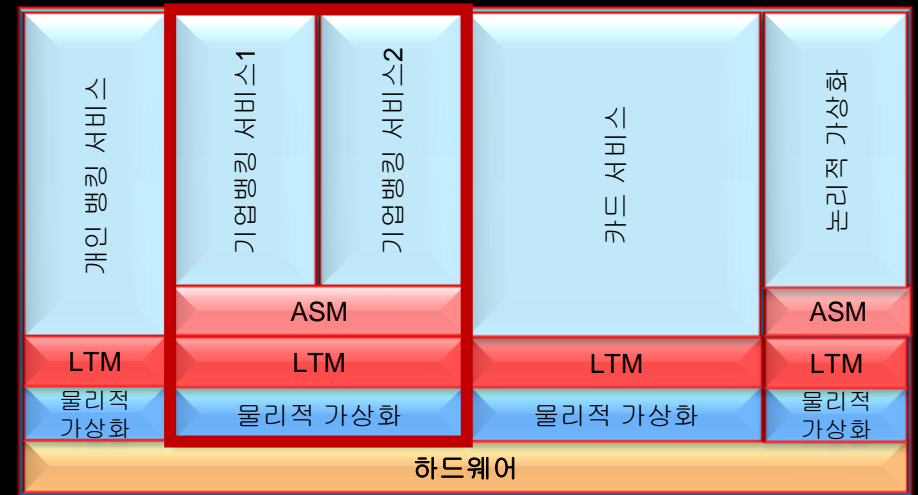 개인 뱅킹 서비스
기업뱅킹 서비스1
기업뱅킹 서비스2
카드 서비스
논리적 가상화
ASM
ASM
LTM
LTM
LTM
LTM
물리적
가상화
물리적 가상화
물리적 가상화
물리적
가상화
하드웨어